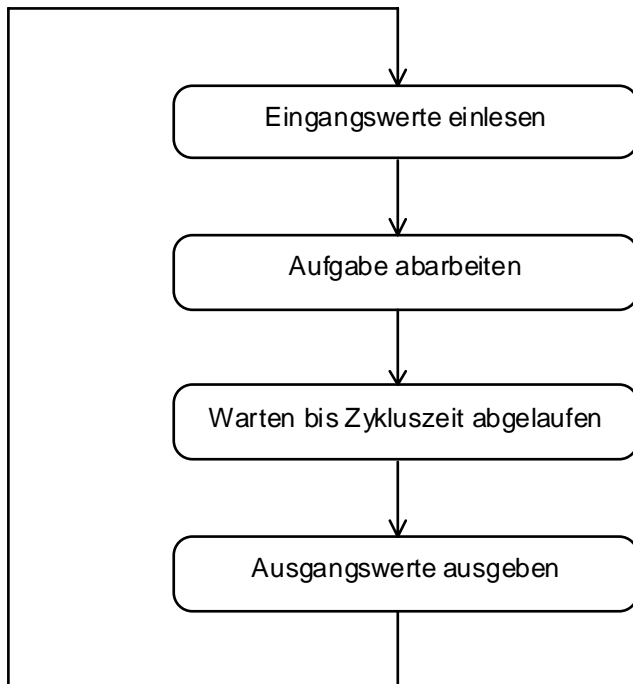 Eingangswerte einlesen
Aufgabe abarbeiten
Warten bis Zykluszeit abgelaufen
Ausgangswerte ausgeben